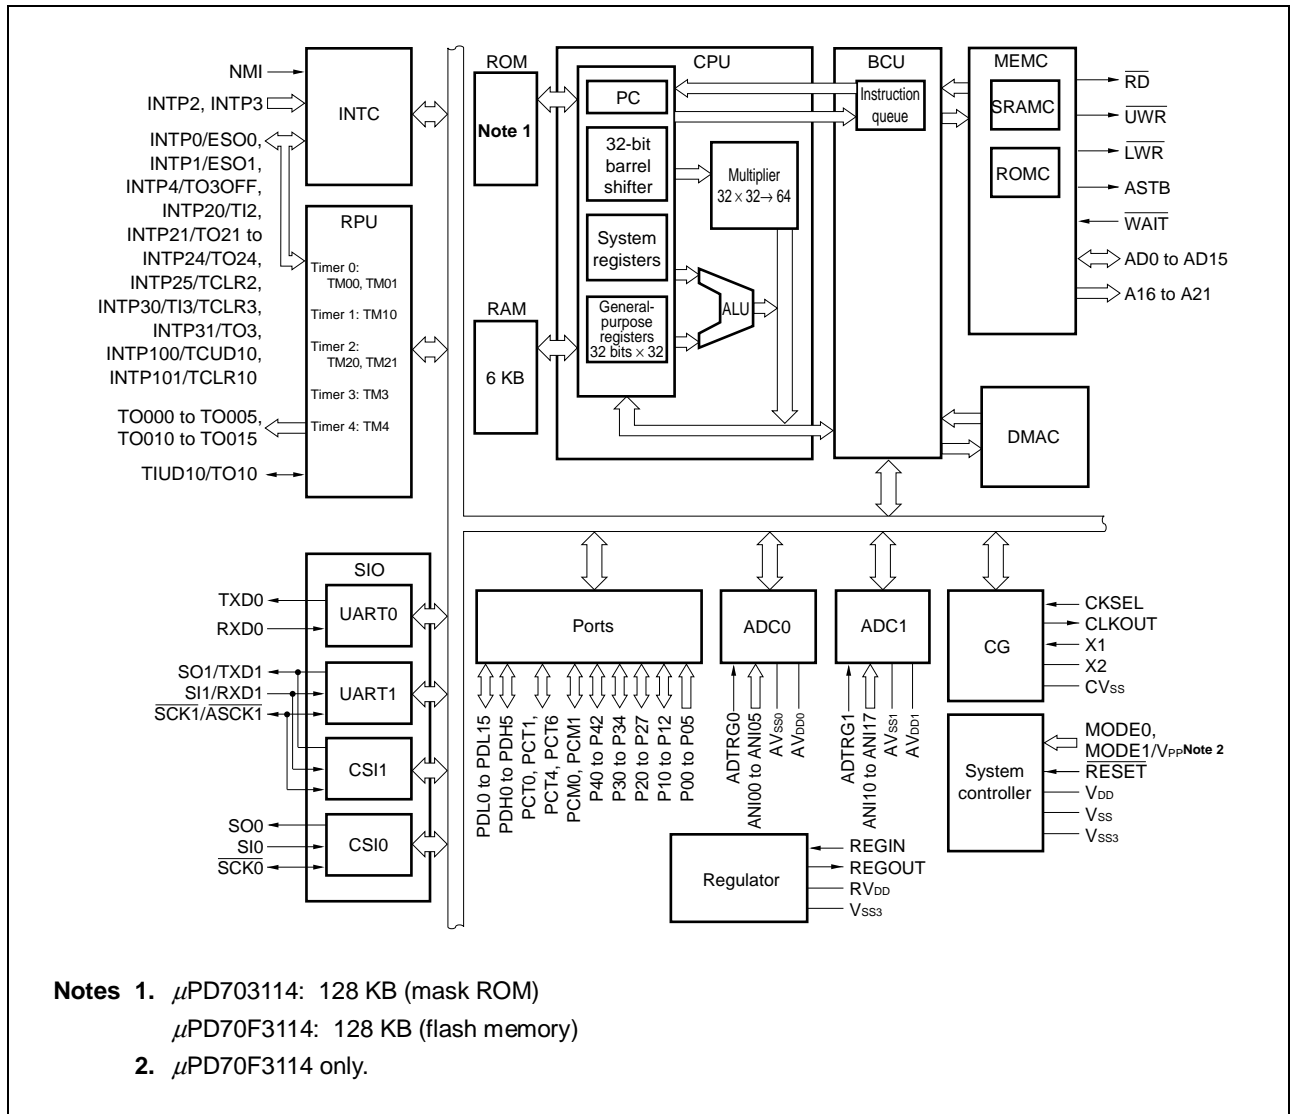 NMI
INTP2, INTP3
INTP0/ESO0,
INTP1/ESO1,
INTP4/TO3OFF,
INTP20/TI2,
INTP21/TO21 to
INTP24/TO24,
INTP25/TCLR2,
INTP30/TI3/TCLR3,
INTP31/TO3,
INTP100/TCUD10,
INTP101/TCLR10
TO000 to TO005,
TO010 to TO015
TIUD10/TO10
INTC
RPU
Timer 0:
TM00, TM01
Timer 1: TM10
Timer 2:
TM20, TM21
Timer 3: TM3
Timer 4: TM4
ROM
Note 1
RAM
6 KB
CPU
PC
32-bit
barrel
shifter
System
registers
General-
purpose
registers
32 bits × 32
Multiplier
32 × 32→ 64
ALU
BCU
Instruction
queue
MEMC
SRAMC
ROMC
RD
UWR
LWR
ASTB
WAIT
AD0 to AD15
A16 to A21
DMAC
SIO
TXD0
RXD0
UART0
SO1/TXD1
SI1/RXD1
SCK1/ASCK1
UART1
CSI1
SO0
SI0
SCK0
CSI0
Ports
PDL0 to PDL15
PDH0 to PDH5
PCT0, PCT1,
PCT4, PCT6
PCM0, PCM1
P40 to P42
P30 to P34
P20 to P27
P10 to P12
P00 to P05
ADC0
ADTRG0
ANI00 to ANI05
AVSS0
AVDD0
ADC1
ADTRG1
ANI10 to ANI17
AVSS1
AVDD1
CG
CKSEL
CLKOUT
X1
X2
CVSS
System
controller
MODE0,
MODE1/VPPNote 2
RESET
VDD
VSS
VSS3
Regulator
REGIN
REGOUT
RVDD
VSS3
Notes 1. μPD703114: 128 KB (mask ROM)
μPD70F3114: 128 KB (flash memory)
2. μPD70F3114 only.